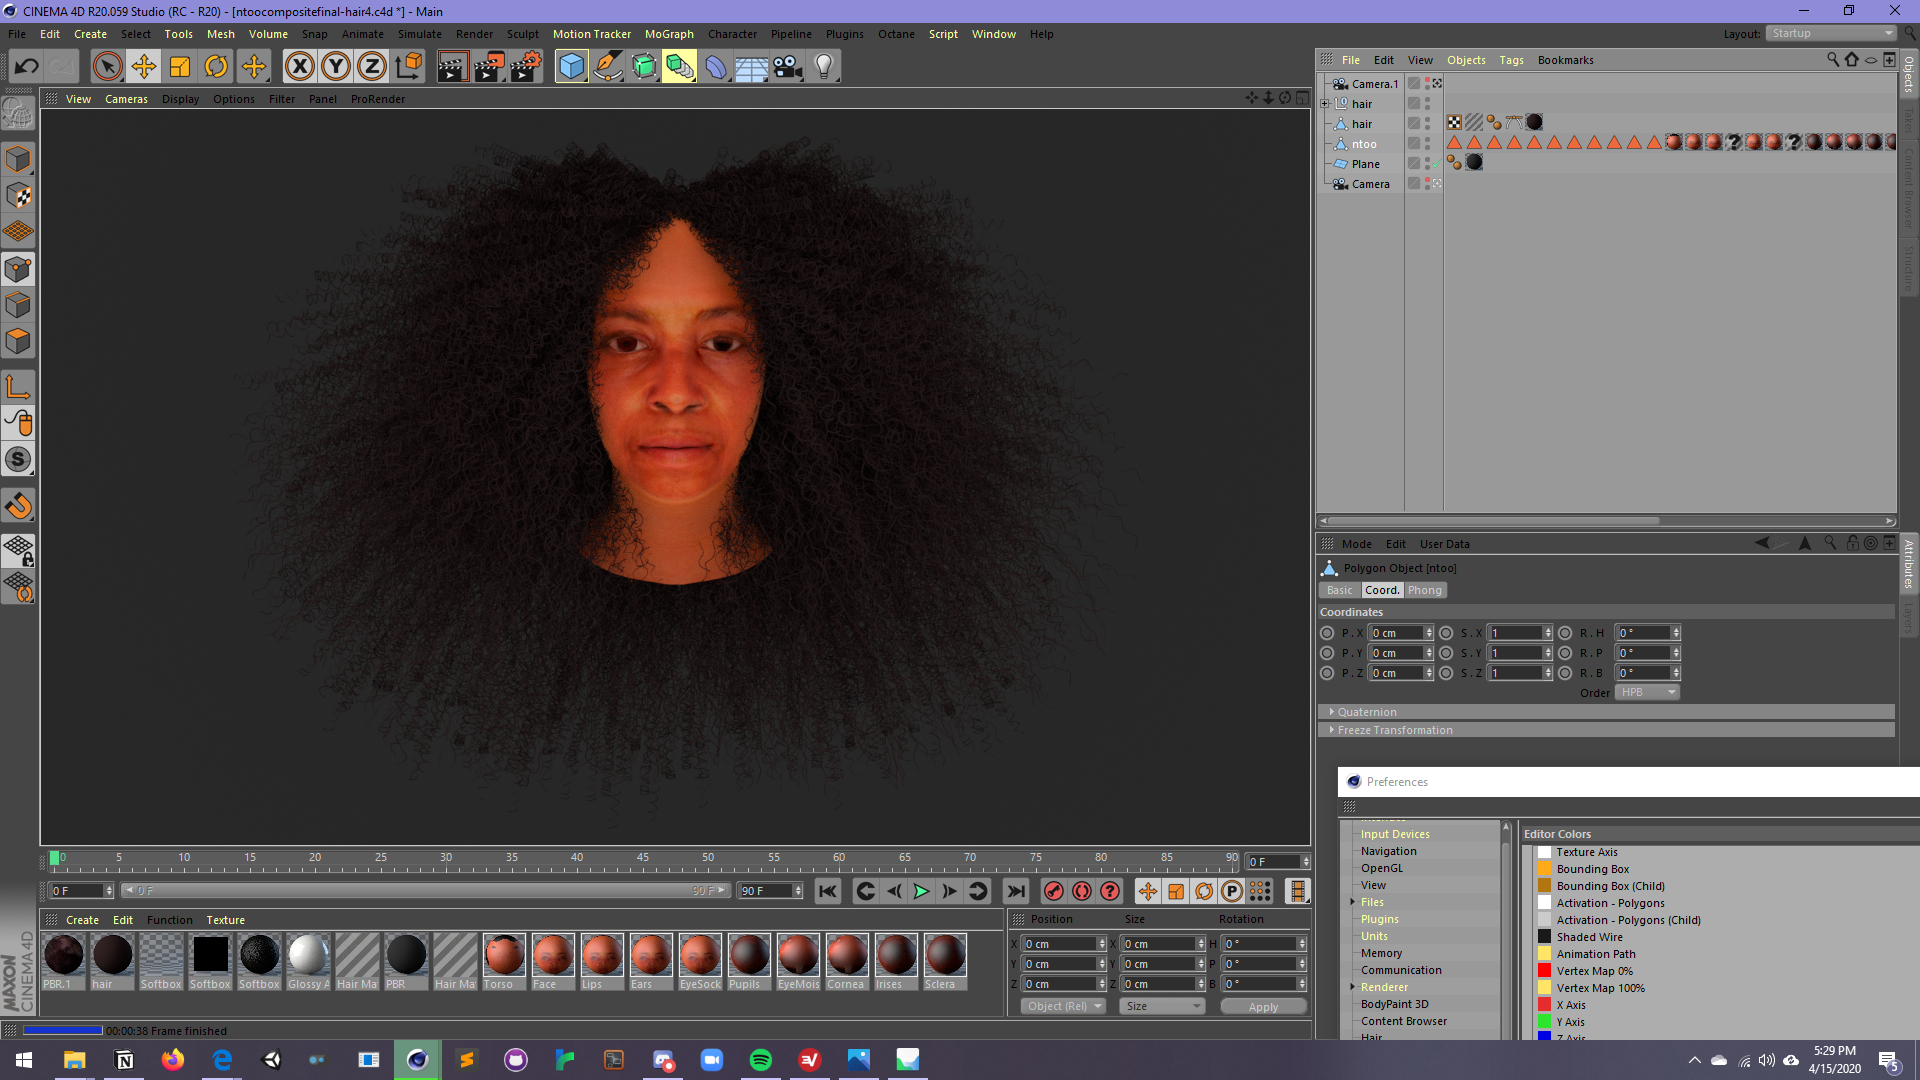 CINEMA 4D R20.059 Studio (RC - R20) - [ntoocompositefinal-hair4.c4d *] - Main
File Edit Create Select Tools Mesh Volume Snap Animate Simulate Render Sculpt Motion Tracker MoGraph Character Pipeline Plugins Octane Script Window Help Layout: Startup
X Y Z
File Edit View Objects Tags Bookmarks
Objects
Takes
Content Browser
Structure
View Cameras Display Options Filter Panel ProRender
Camera.1
hair
hair
ntoo
Plane
Camera
Mode Edit User Data
Attributes
Layers
Polygon Object [ntoo]
Basic Coord. Phong
Coordinates
P . X 0 cm S . X 1 R . H 0 °
P . Y 0 cm S . Y 1 R . P 0 °
P . Z 0 cm S . Z 1 R . B 0 °
Order HPB
Quaternion
Freeze Transformation
Preferences
Input Devices
Navigation
OpenGL
View
Files
Plugins
Units
Memory
Communication
Renderer
BodyPaint 3D
Content Browser
Hair
Editor Colors
Texture Axis
Bounding Box
Bounding Box (Child)
Activation - Polygons
Activation - Polygons (Child)
Shaded Wire
Animation Path
Vertex Map 0%
Vertex Map 100%
X Axis
Y Axis
Z Axis
0 5 10 15 20 25 30 35 40 45 50 55 60 65 70 75 80 85 90 0 F
0 F 0 F 90 F 90 F
Create Edit Function Texture
PBR.1 hair Softbox Softbox Softbox Glossy A Hair Ma PBR Hair Ma Torso Face Lips Ears EyeSock Pupils EyeMois Cornea Irises Sclera
Position Size Rotation
X 0 cm X 0 cm H 0 °
Y 0 cm Y 0 cm P 0 °
Z 0 cm Z 0 cm B 0 °
Object (Rel) Size Apply
MAXON
CINEMA 4D
00:00:38 Frame finished
5:29 PM
4/15/2020
5